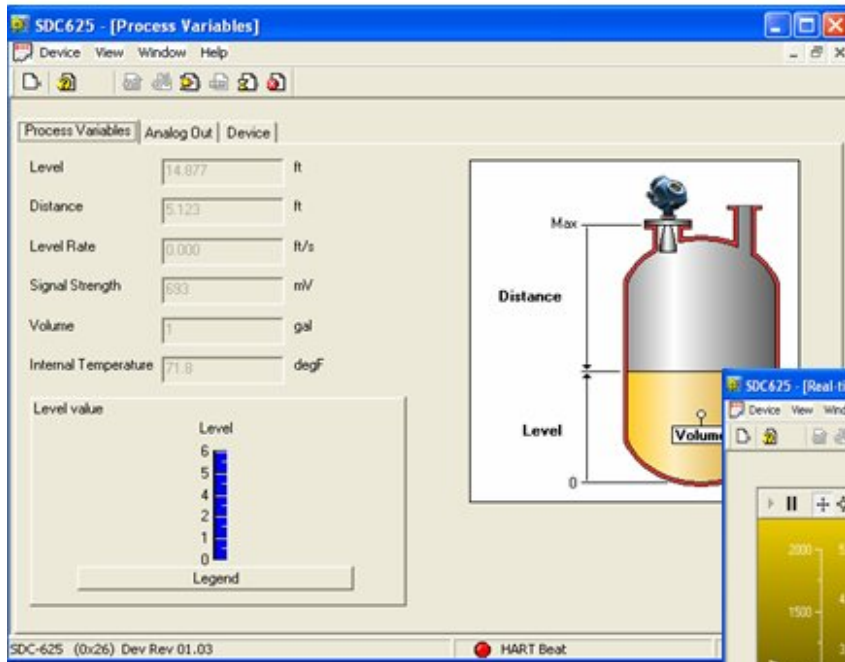 SDC625 - [Process Variables]
Device View Window Help
Process Variables Analog Out Device
Level 14.877 ft
Distance 5.123 ft
Level Rate 0.000 ft/s
Signal Strength 693 mV
Volume 1 gal
Internal Temperature 71.8 degF
Level value
Level
6
5
4
2
1
0
Legend
Max
Distance
Level
Volume
0
SDC-625 (0x26) Dev Rev 01.03
HART Beat
SDC625 - [Real-ti
Device View Wind
2000
1500